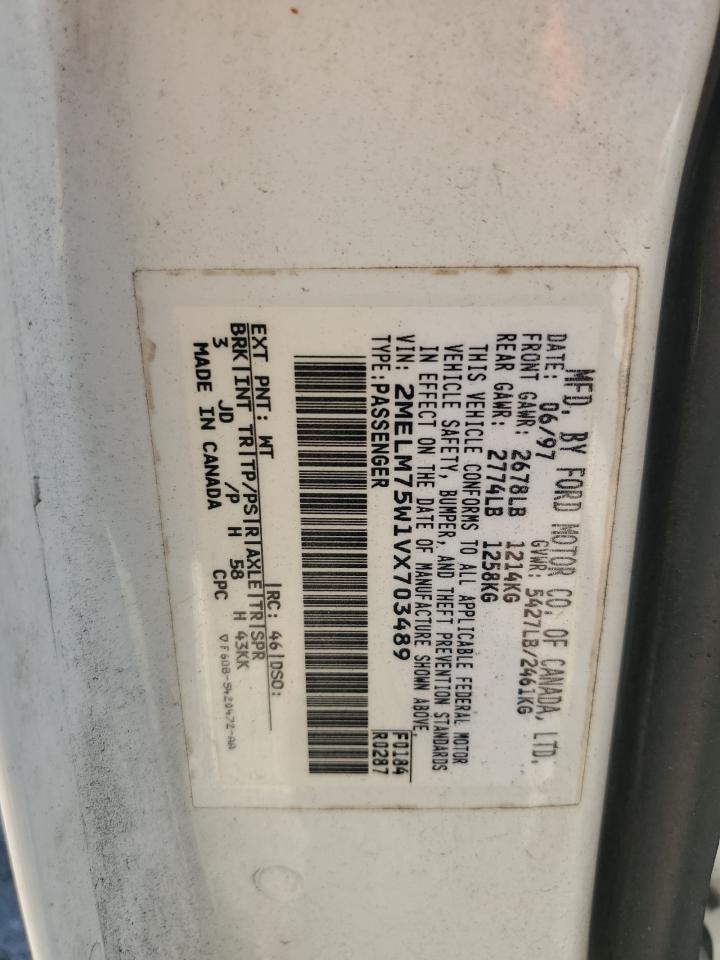 MFD. BY FORD MOTOR CO. OF CANADA, LTD.
DATE: 06/97 GVWR: 5427LB/2461KG
FRONT GAWR: 2678LB 1214KG
REAR GAWR: 2774LB 1258KG
THIS VEHICLE CONFORMS TO ALL APPLICABLE FEDERAL MOTOR
VEHICLE SAFETY, BUMPER, AND THEFT PREVENTION STANDARDS
IN EFFECT ON THE DATE OF MANUFACTURE SHOWN ABOVE.
VIN: 2MELM75W1VX703489 F0184
TYPE: PASSENGER R0287
EXT PNT: WT RC: 46 DSO:
BRK INT TR TP/PS R AXLE TR SPR
3 JD /P H 58 H 43KK
MADE IN CANADA CPC
F60B-5420472-AA